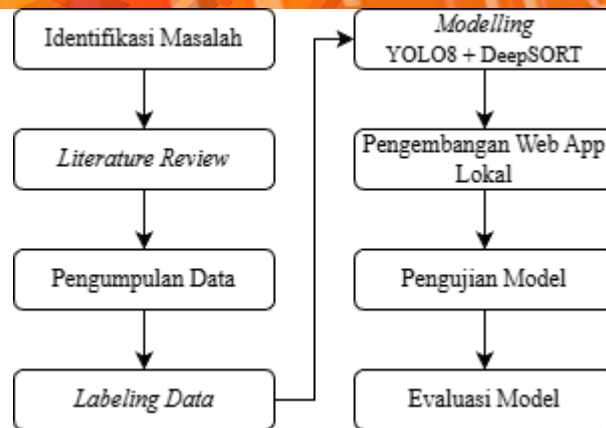 Identifikasi Masalah
Literature Review
Pengumpulan Data
Labeling Data
Modelling
YOLO8 + DeepSORT
Pengembangan Web App
Lokal
Pengujian Model
Evaluasi Model